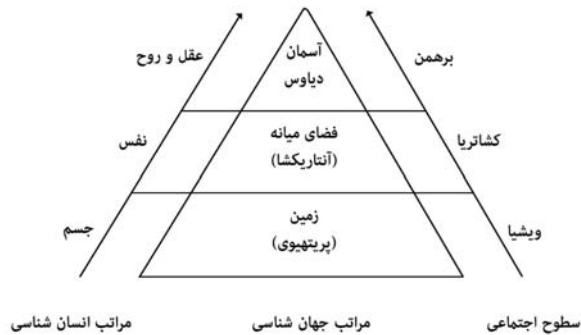 آسمان
دیاوس
فضای میانه
(آنتاریکشا)
زمین
(پریتهیوی)
برهمن
کشاتریا
ویشیا
عقل و روح
نفس
جسم
سطوح اجتماعی
مراتب جهان شناسی
مراتب انسان شناسی